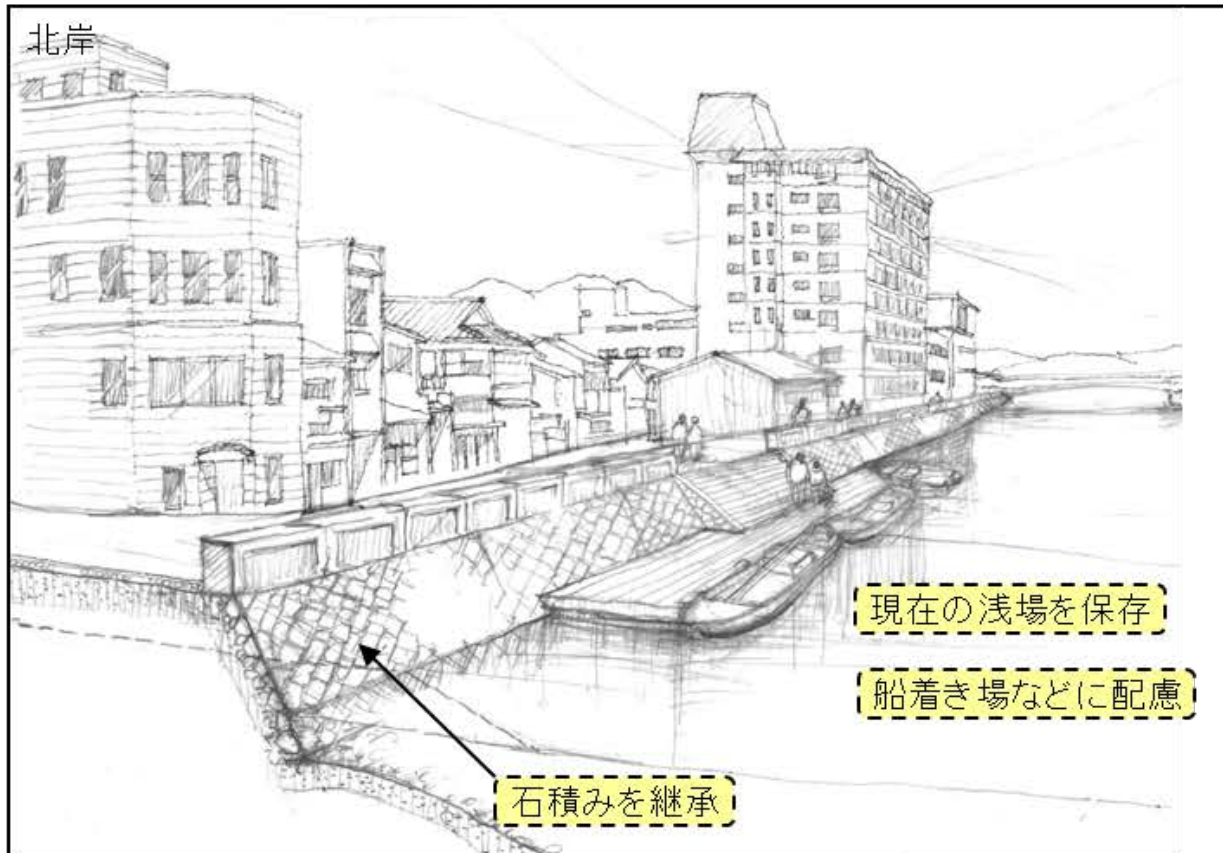 北岸
現在の浅場を保存
船着き場などに配慮
石積みを継承